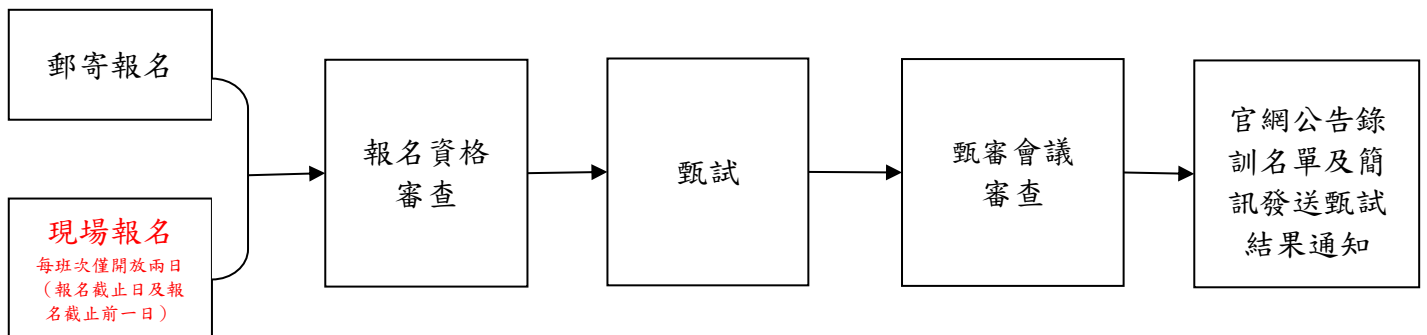 郵寄報名
現場報名
每班次僅開放兩日
（報名截止日及報
名截止前一日）
報名資格
審查
甄試
甄審會議
審查
官網公告錄
訓名單及簡
訊發送甄試
結果通知